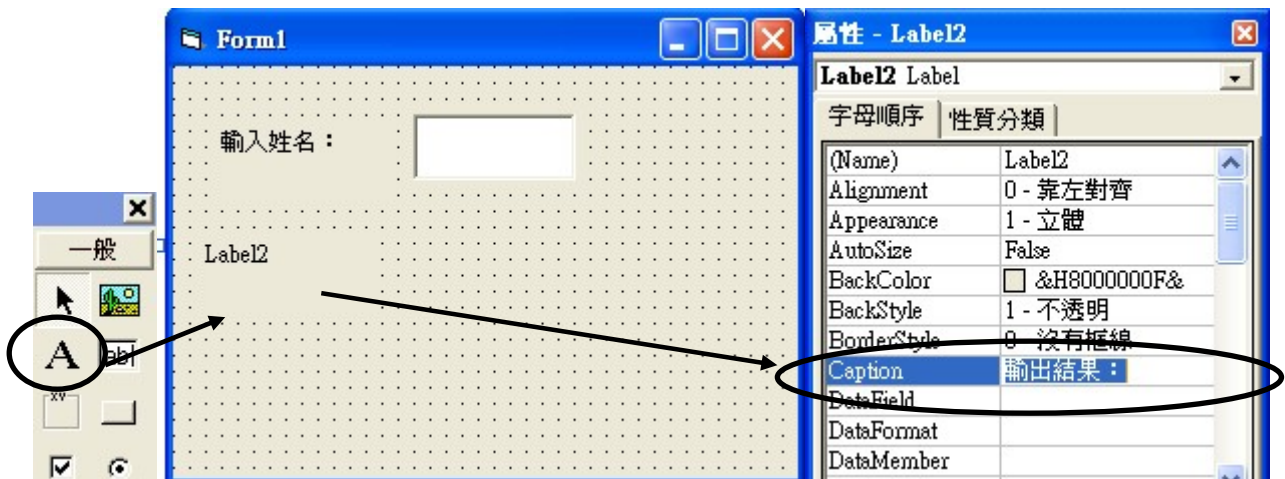 Form1
輸入姓名：
Label2
一般
A
ab|
xv
屬性 - Label2
Label2 Label
字母順序
性質分類
(Name) Label2
Alignment 0 - 靠左對齊
Appearance 1 - 立體
AutoSize False
BackColor &H8000000F&
BackStyle 1 - 不透明
BorderStyle 0 - 沒有框線
Caption 輸出結果：
DataField
DataFormat
DataMember